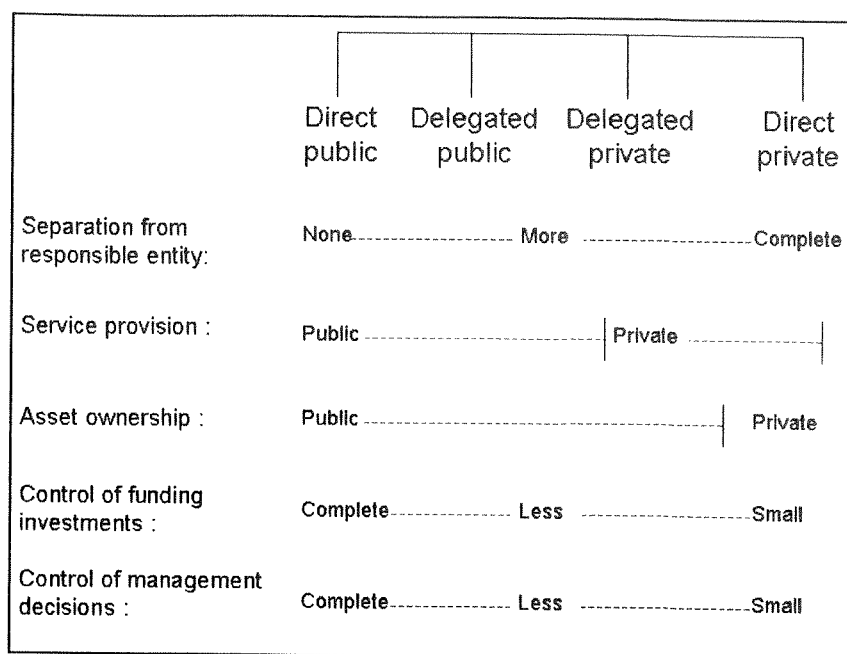 Direct public
Delegated public
Delegated private
Direct private
Separation from
responsible entity:
None
More
Complete
Service provision :
Public
Private
Asset ownership :
Public
Private
Control of funding
investments :
Complete
Less
Small
Control of management
decisions :
Complete
Less
Small